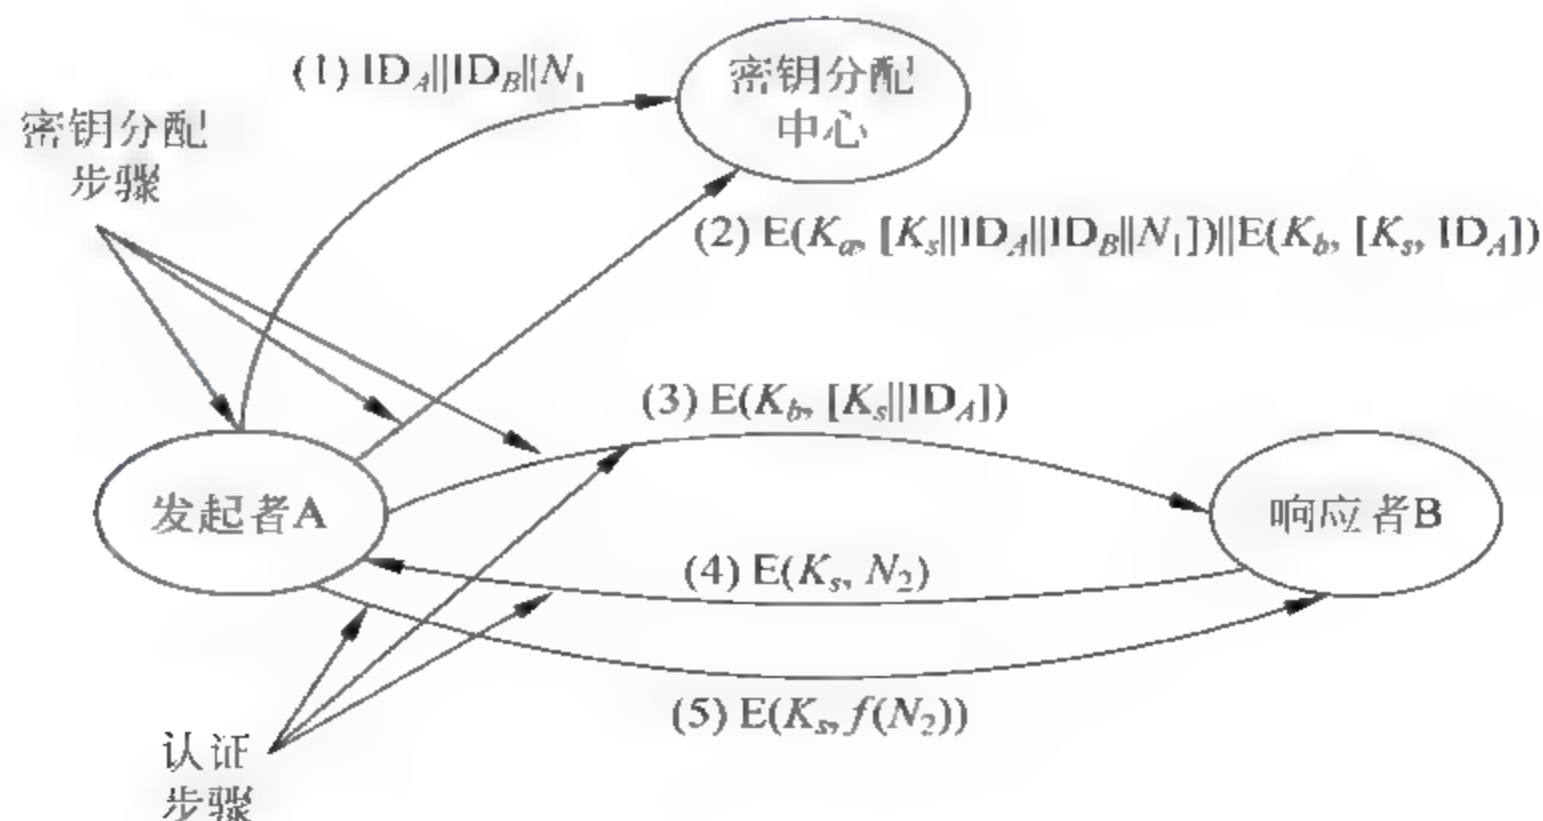 (1) ID_A||ID_B||N_1
密钥分配
中心
密钥分配
步骤
(2) E(K_a, [K_s||ID_A||ID_B||N_1])||E(K_b, [K_s, ID_A])
(3) E(K_b, [K_s||ID_A])
发起者A
响应者B
(4) E(K_s, N_2)
(5) E(K_s, f(N_2))
认证
步骤